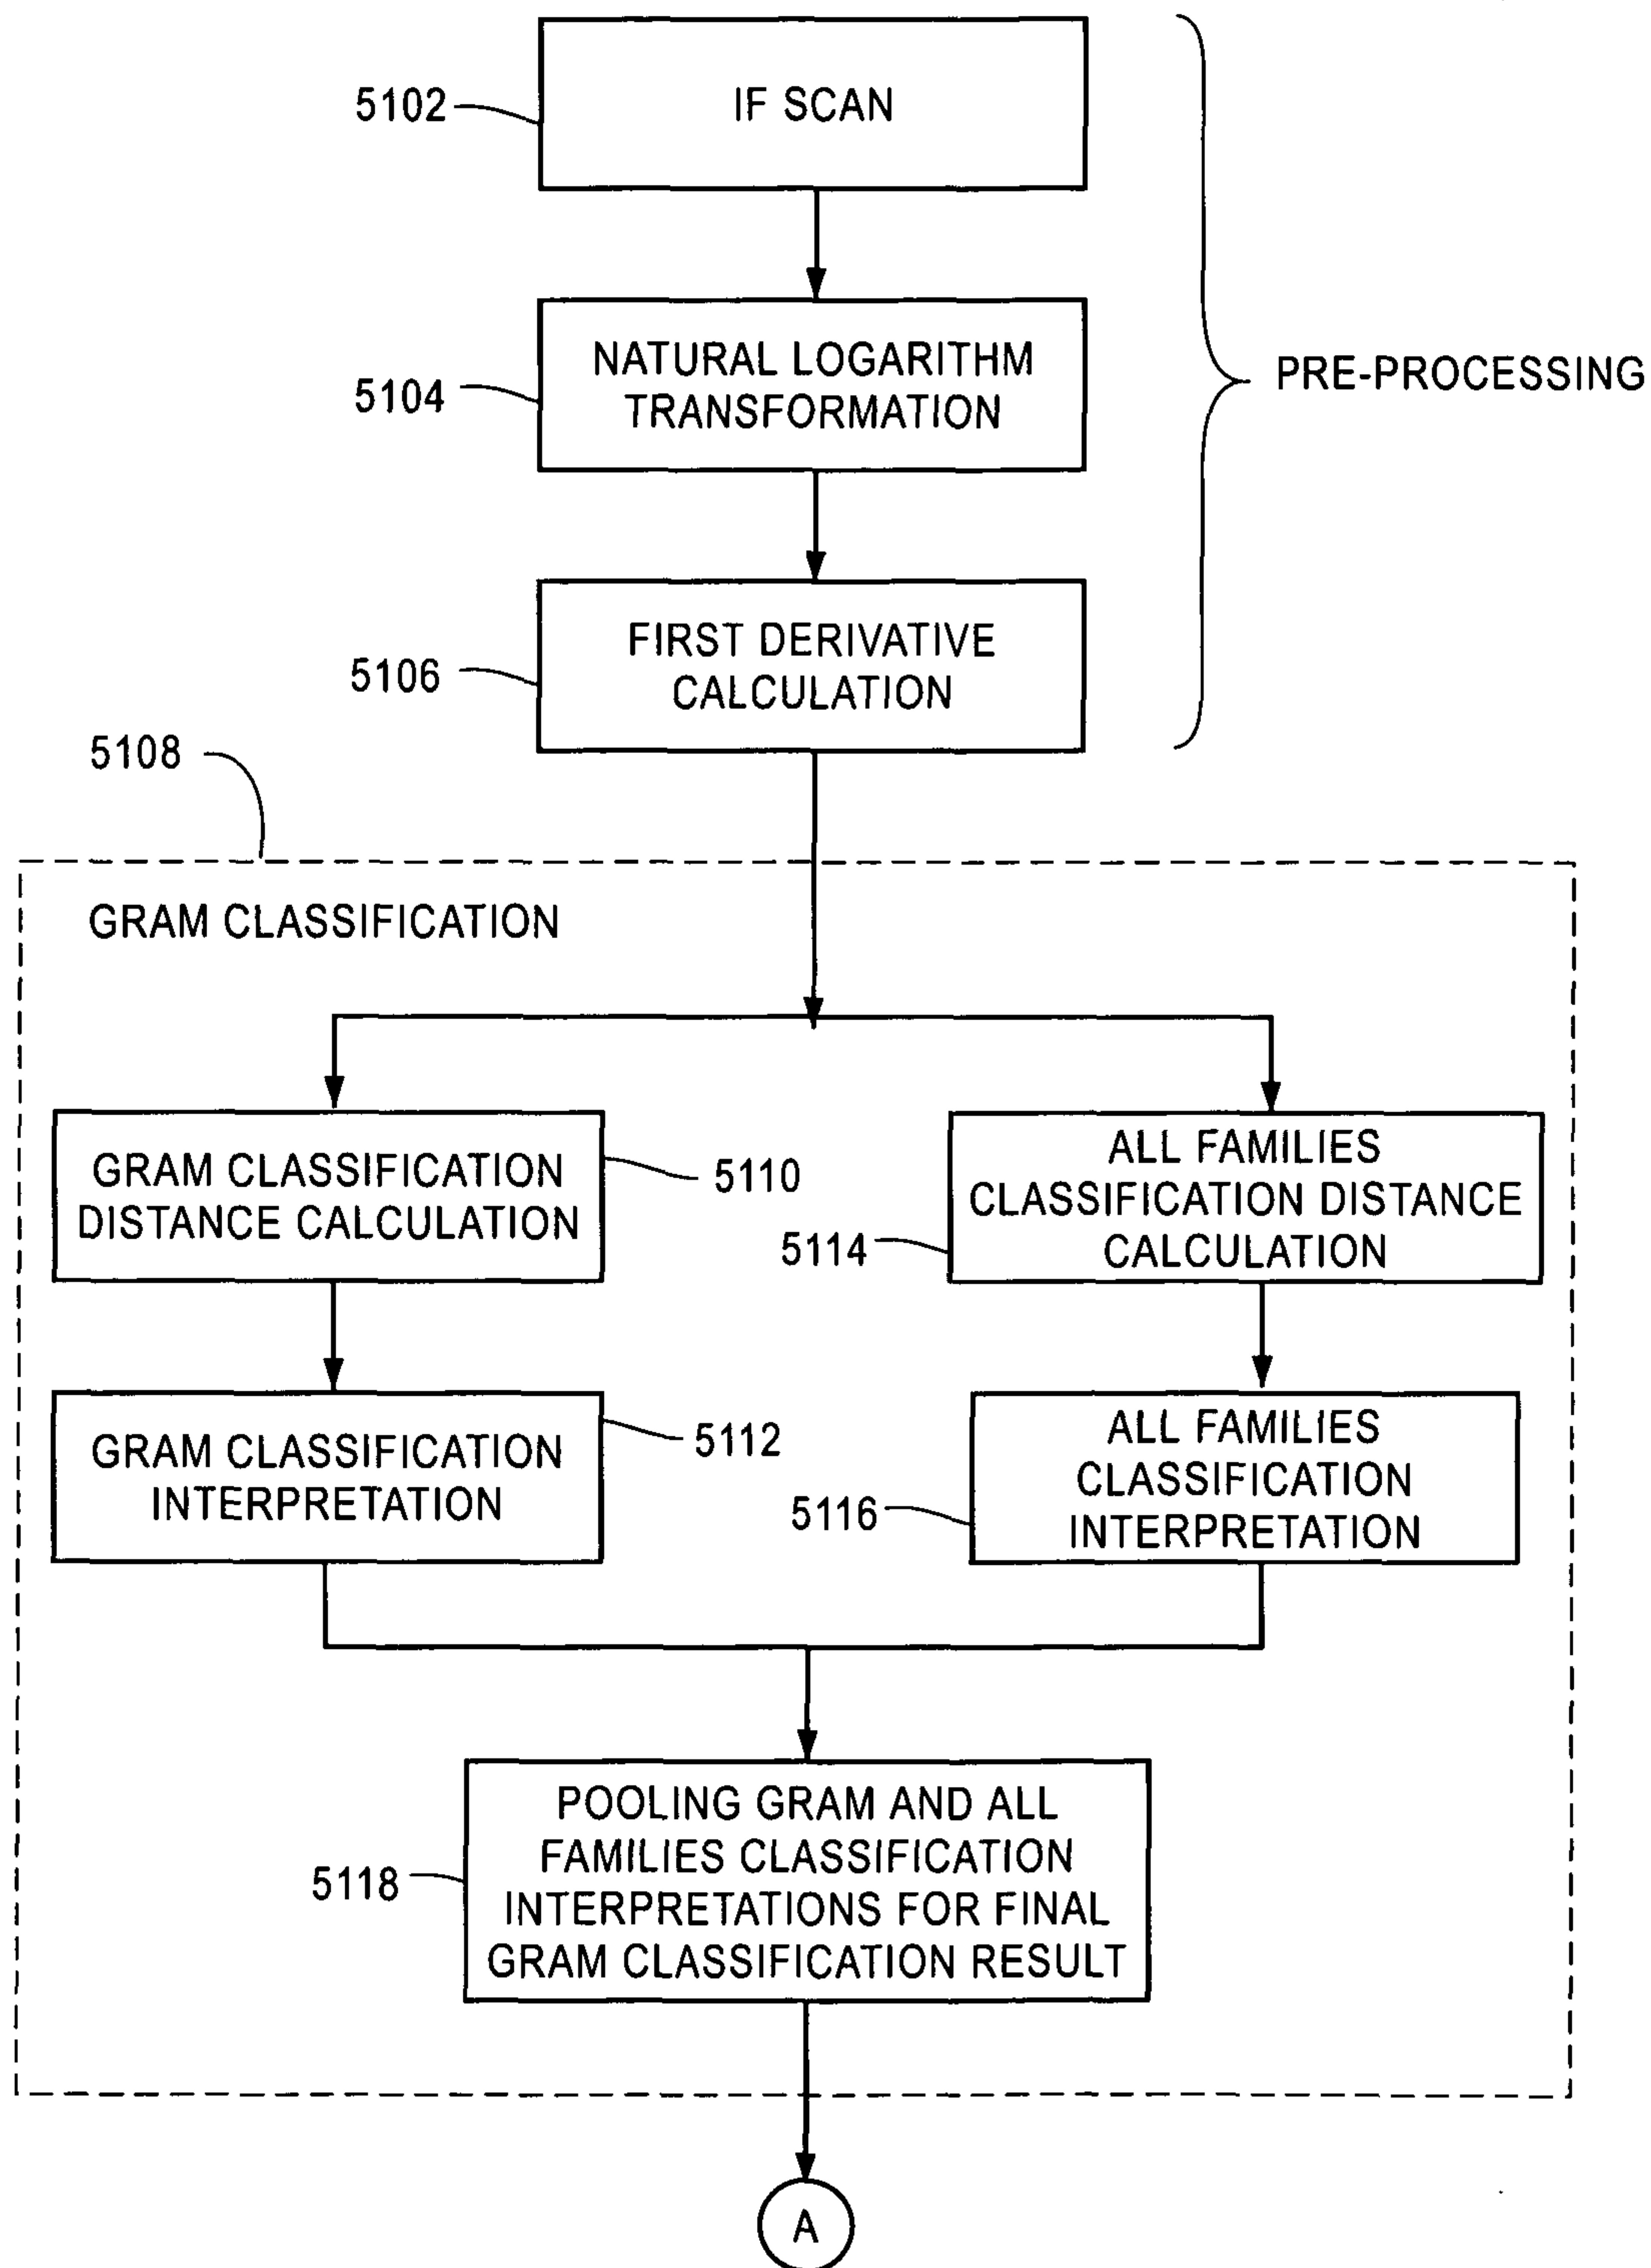 5102
IF SCAN
5104
NATURAL LOGARITHM
TRANSFORMATION
PRE-PROCESSING
5106
FIRST DERIVATIVE
CALCULATION
5108
GRAM CLASSIFICATION
GRAM CLASSIFICATION
DISTANCE CALCULATION
5110
ALL FAMILIES
CLASSIFICATION DISTANCE
CALCULATION
5114
GRAM CLASSIFICATION
INTERPRETATION
5112
ALL FAMILIES
CLASSIFICATION
INTERPRETATION
5116
POOLING GRAM AND ALL
FAMILIES CLASSIFICATION
INTERPRETATIONS FOR FINAL
GRAM CLASSIFICATION RESULT
5118
A